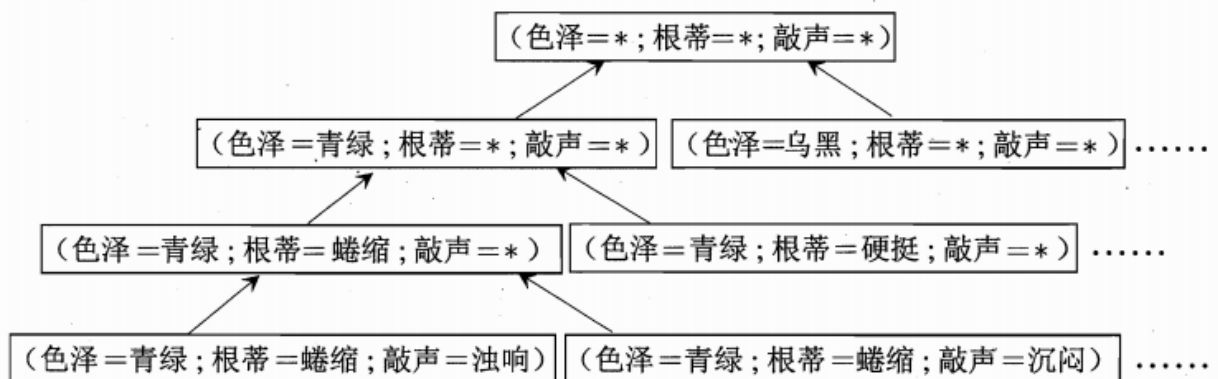 (色泽=*;根蒂=*;敲声=*)
(色泽=青绿;根蒂=*;敲声=*) (色泽=乌黑;根蒂=*;敲声=*) ……
(色泽=青绿;根蒂=蜷缩;敲声=*) (色泽=青绿;根蒂=硬挺;敲声=*) ……
(色泽=青绿;根蒂=蜷缩;敲声=浊响) (色泽=青绿;根蒂=蜷缩;敲声=沉闷) ……